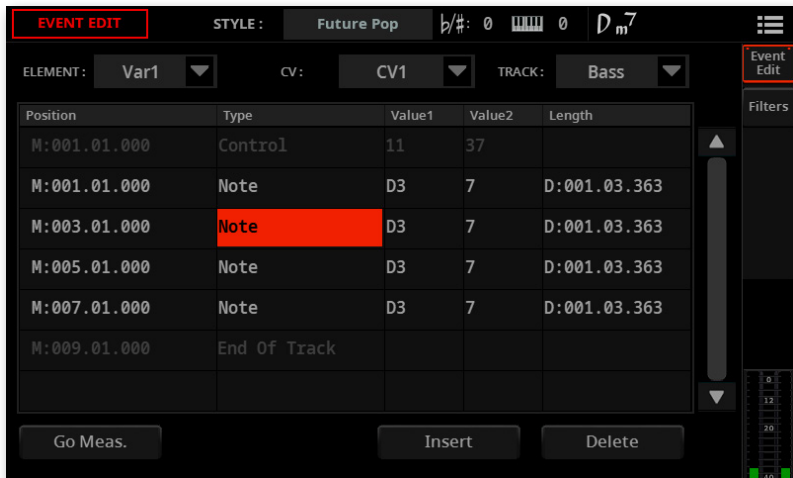 EVENT EDIT STYLE : Future Pop ♭/#: 0 0 Dm7
ELEMENT : Var1 CV : CV1 TRACK : Bass Event Edit
Position Type Value1 Value2 Length Filters
M:001.01.000 Control 11 37
M:001.01.000 Note D3 7 D:001.03.363
M:003.01.000 Note D3 7 D:001.03.363
M:005.01.000 Note D3 7 D:001.03.363
M:007.01.000 Note D3 7 D:001.03.363
M:009.01.000 End Of Track
0
12
20
40
Go Meas. Insert Delete